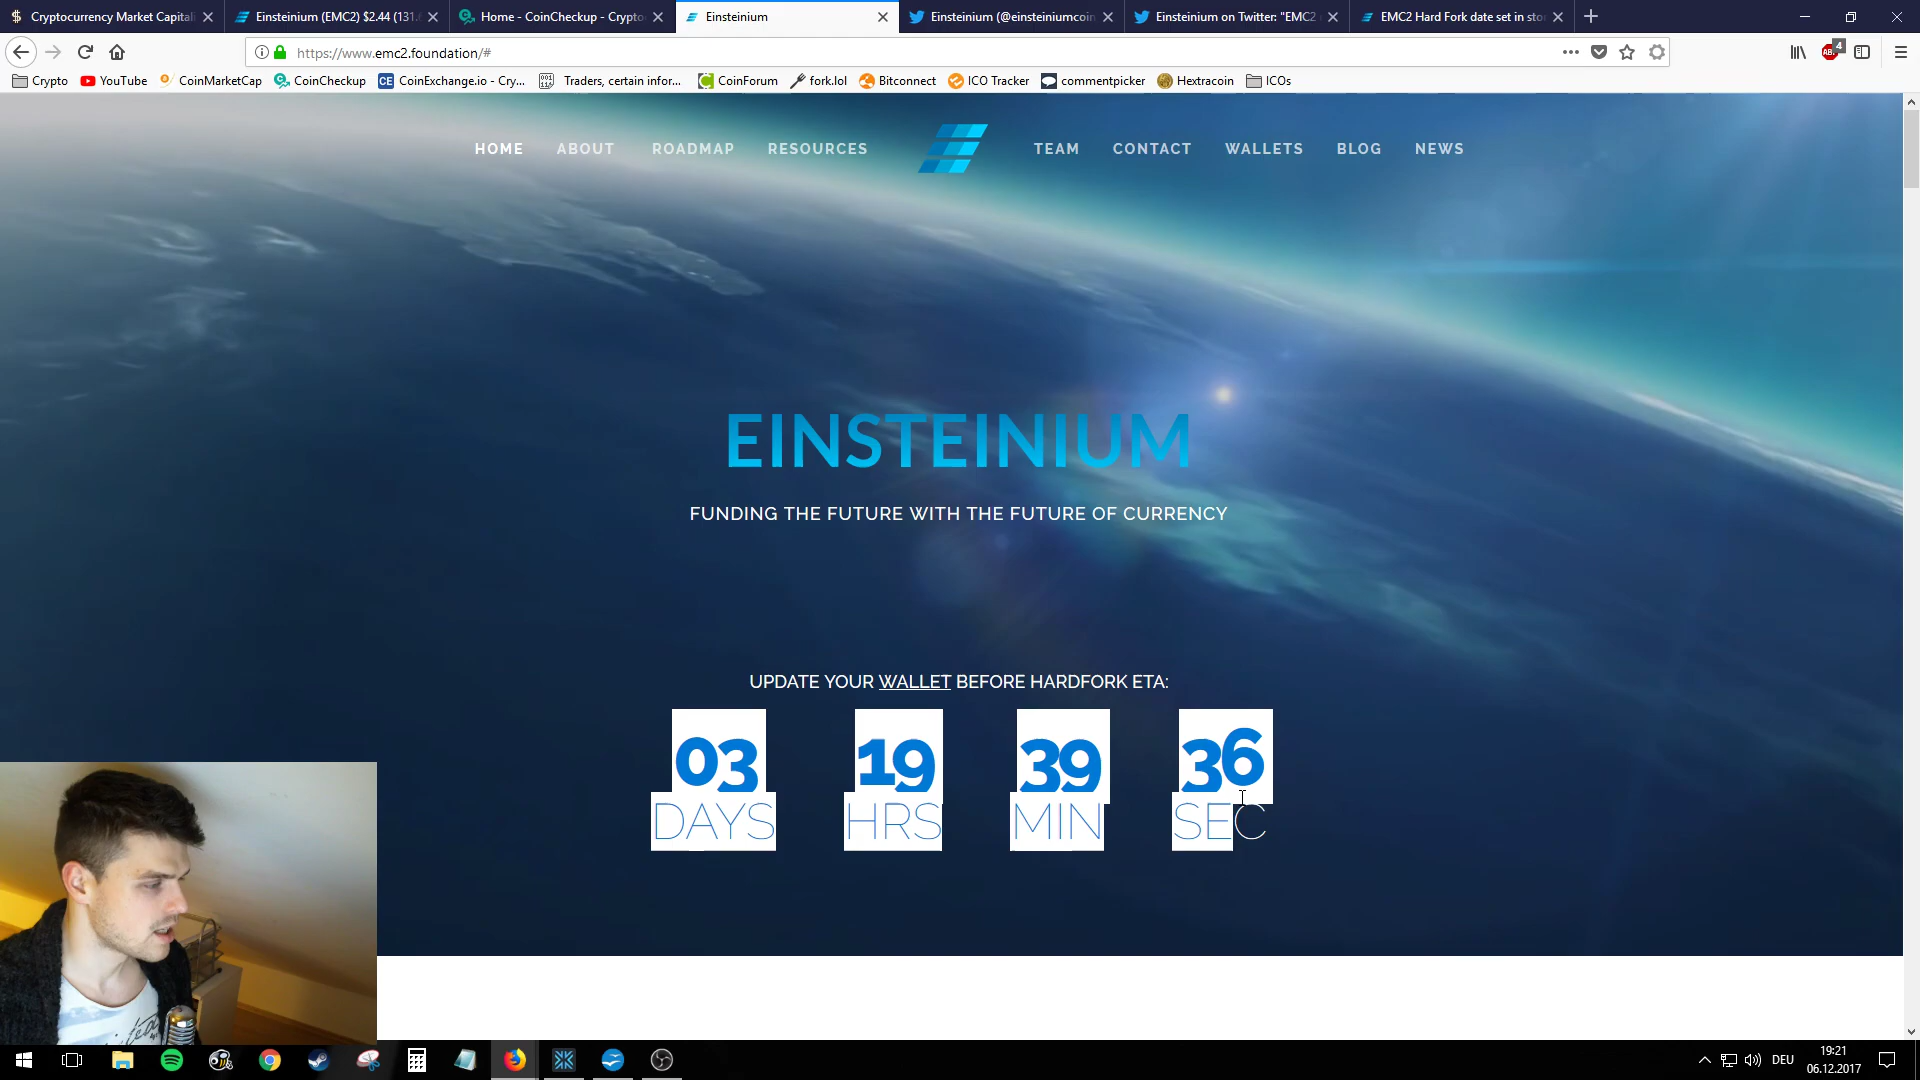 Cryptocurrency Market Capitali
Einsteinium (EMC2) $2.44 (131.
Home - CoinCheckup - Crypto
Einsteinium
Einsteinium (@einsteiniumcoin
Einsteinium on Twitter: "EMC2
EMC2 Hard Fork date set in sto
https://www.emc2.foundation/#
4
Crypto
YouTube
CoinMarketCap
CoinCheckup
CE
CoinExchange.io - Cry...
Traders, certain infor...
CoinForum
fork.lol
Bitconnect
ICO Tracker
commentpicker
Hextracoin
ICOs
HOME
ABOUT
ROADMAP
RESOURCES
TEAM
CONTACT
WALLETS
BLOG
NEWS
EINSTEINIUM
FUNDING THE FUTURE WITH THE FUTURE OF CURRENCY
UPDATE YOUR WALLET BEFORE HARDFORK ETA:
03 19 39 36
DAYS HRS MIN SEC
DEU
19:21
06.12.2017